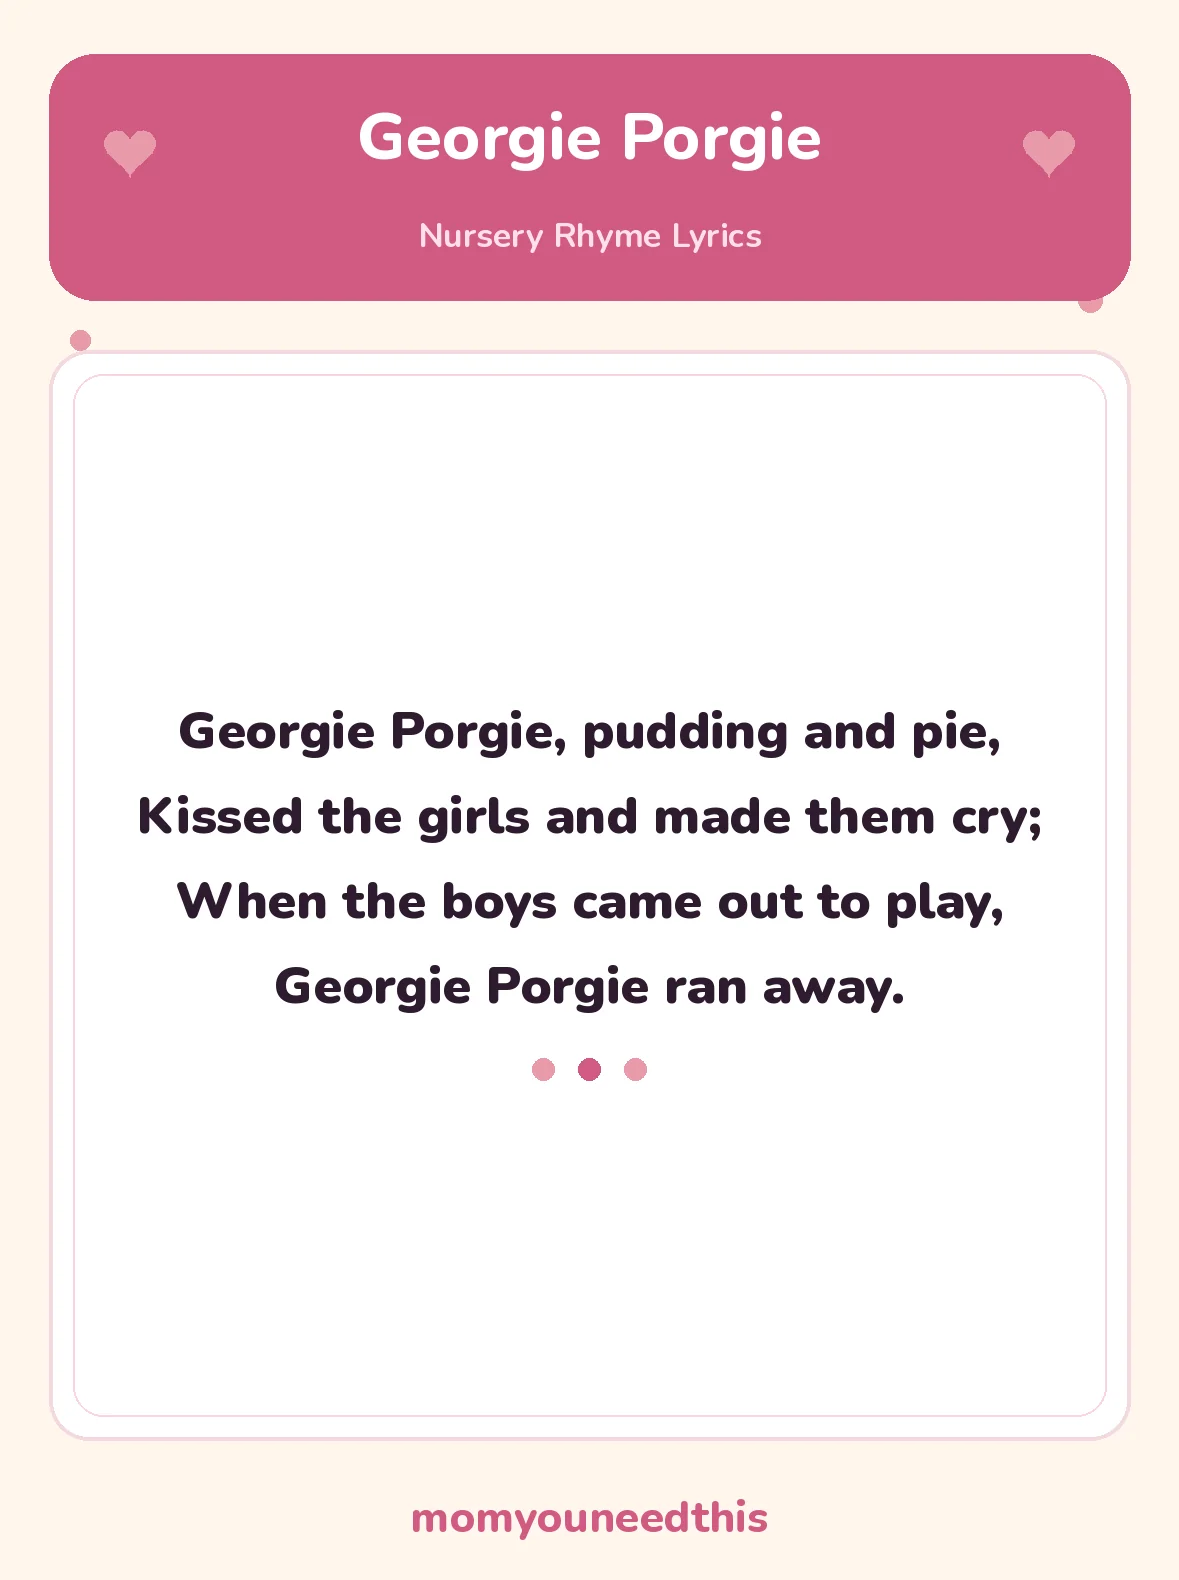 Georgie Porgie
Nursery Rhyme Lyrics
Georgie Porgie, pudding and pie,
Kissed the girls and made them cry;
When the boys came out to play,
Georgie Porgie ran away.
momyouneedthis